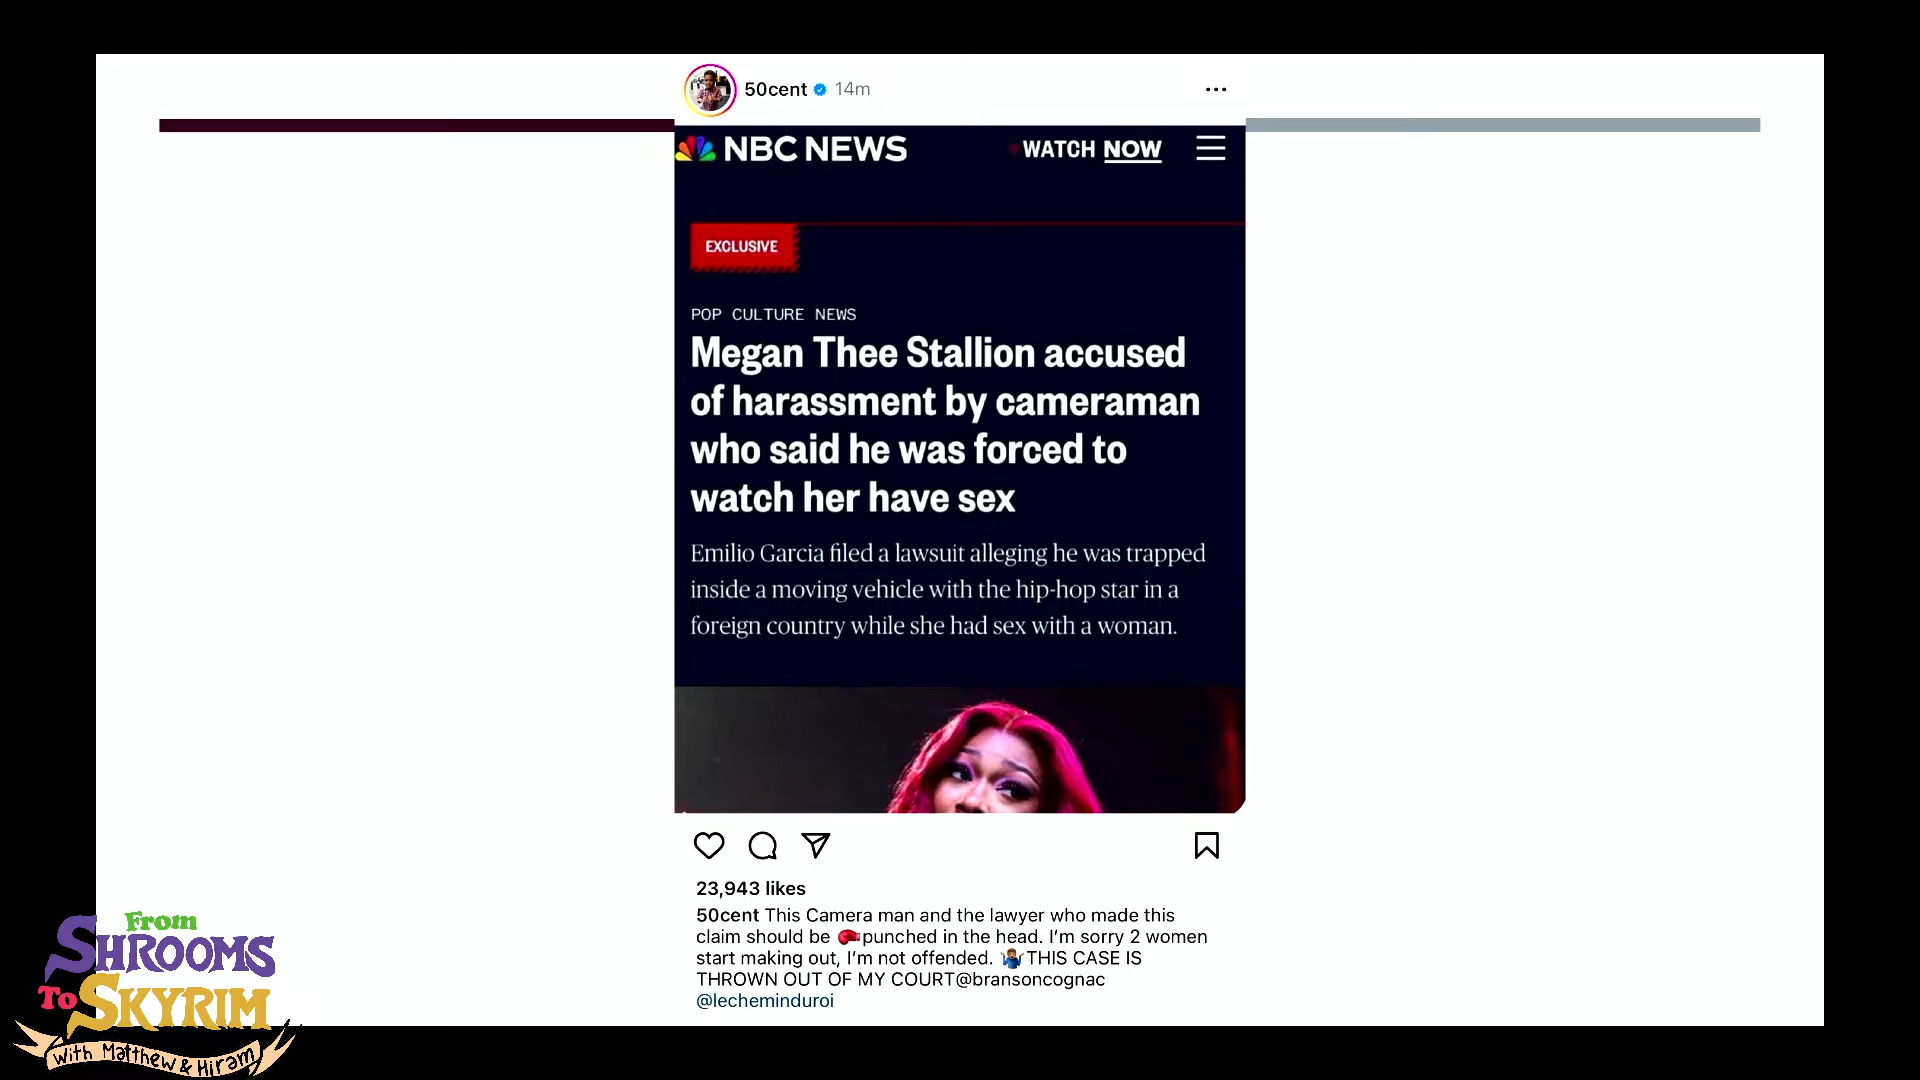 50cent 14m
NBC NEWS
WATCH NOW
EXCLUSIVE
POP CULTURE NEWS
Megan Thee Stallion accused
of harassment by cameraman
who said he was forced to
watch her have sex
Emilio Garcia filed a lawsuit alleging he was trapped
inside a moving vehicle with the hip-hop star in a
foreign country while she had sex with a woman.
23,943 likes
50cent This Camera man and the lawyer who made this
claim should be 🥊punched in the head. I'm sorry 2 women
start making out, I'm not offended. 🤷🏽‍♂️THIS CASE IS
THROWN OUT OF MY COURT@bransoncognac
@lecheminduroi
From
SHROOMS
To SKYRIM
with Matthew & Hiram